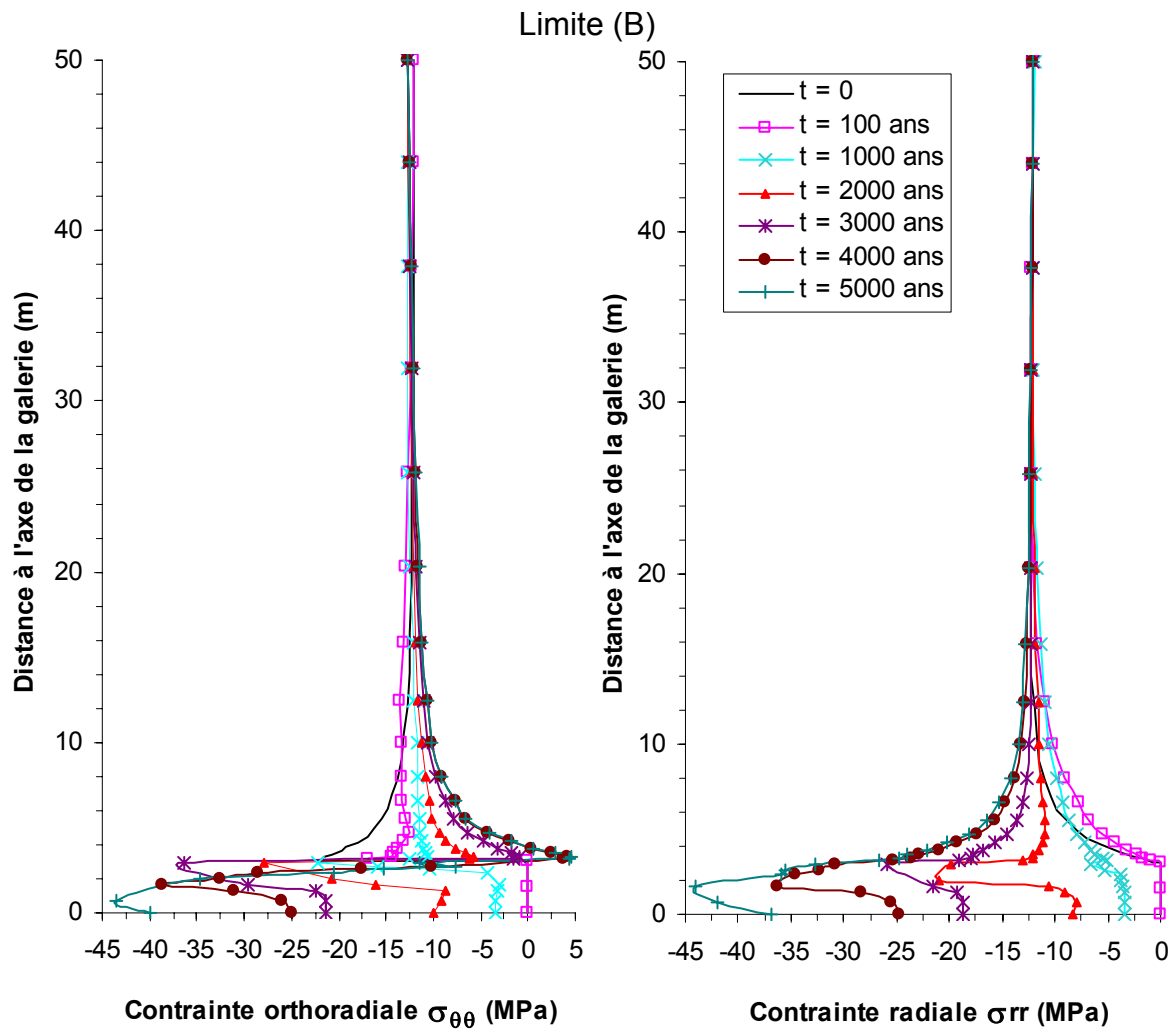 Limite (B)
50
40
30
20
10
0
-45 -40 -35 -30 -25 -20 -15 -10 -5 0 5
Distance à l'axe de la galerie (m)
Contrainte orthoradiale σθθ (MPa)
50
40
30
20
10
0
-45 -40 -35 -30 -25 -20 -15 -10 -5 0
Distance à l'axe de la galerie (m)
Contrainte radiale σrr (MPa)
t = 0
t = 100 ans
t = 1000 ans
t = 2000 ans
t = 3000 ans
t = 4000 ans
t = 5000 ans